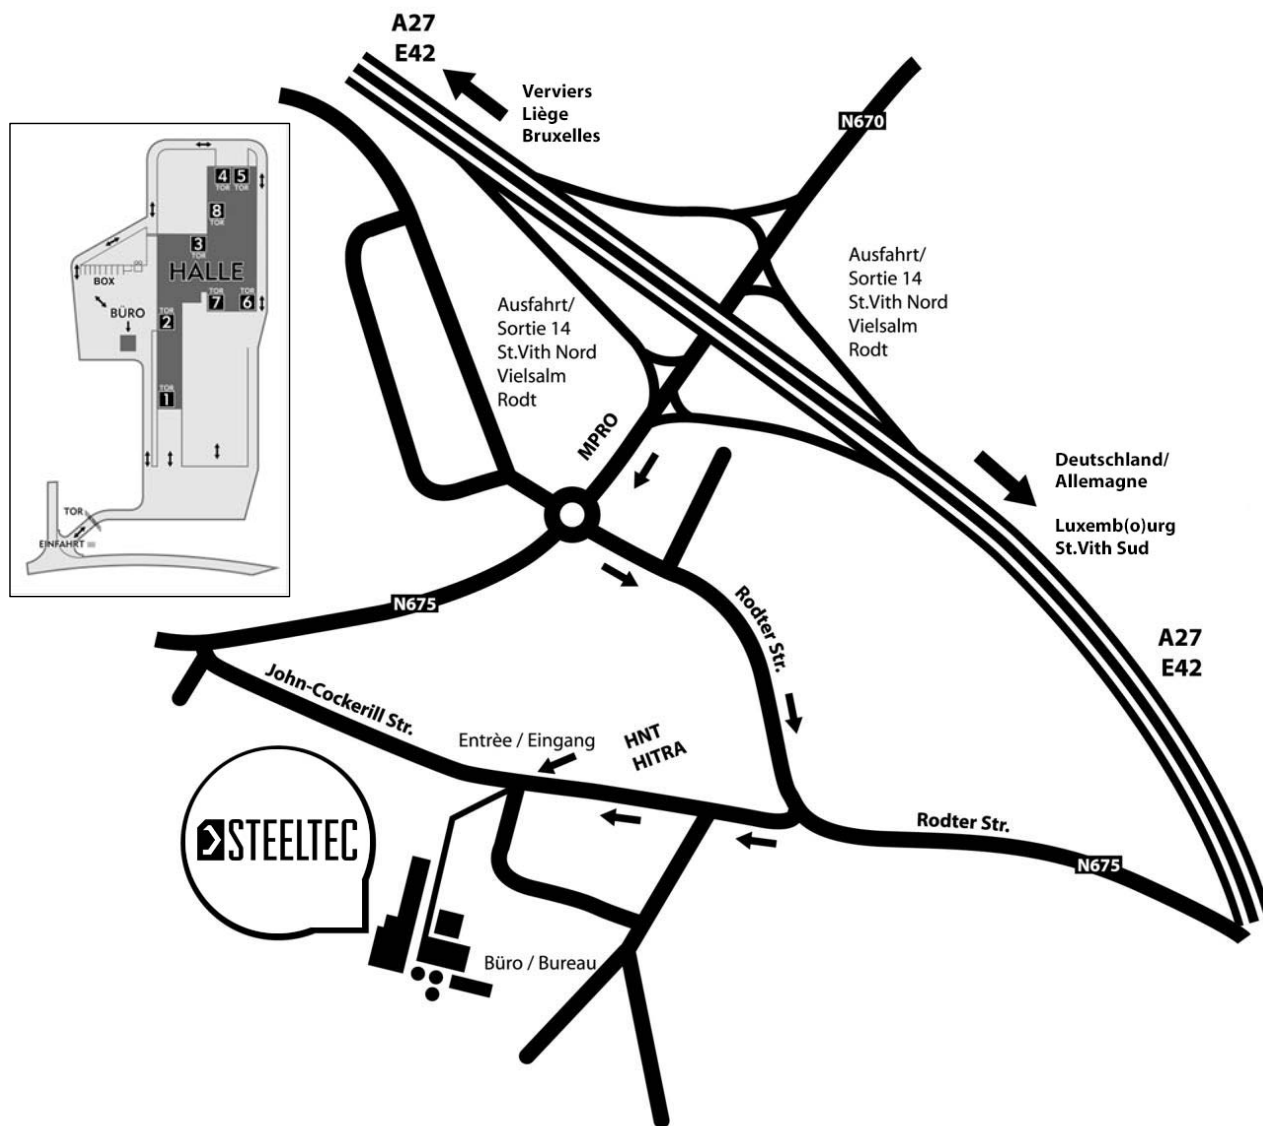 A27
E42
Verviers
Liège
Bruxelles
N670
4 5
TOR TOR
8
TOR
3
TOR
HALLE
BOX
TOR TOR
7 6
BÜRO
TOR
2
TOR
1
TOR
EINFAHRT
Ausfahrt/
Sortie 14
St.Vith Nord
Vielsalm
Rodt
Ausfahrt/
Sortie 14
St.Vith Nord
Vielsalm
Rodt
MPRO
Deutschland/
Allemagne
Luxemb(o)urg
St.Vith Sud
N675
Rodter Str.
A27
E42
John-Cockerill Str.
Entrèe / Eingang
HNT
HITRA
STEELTEC
Rodter Str.
N675
Büro / Bureau